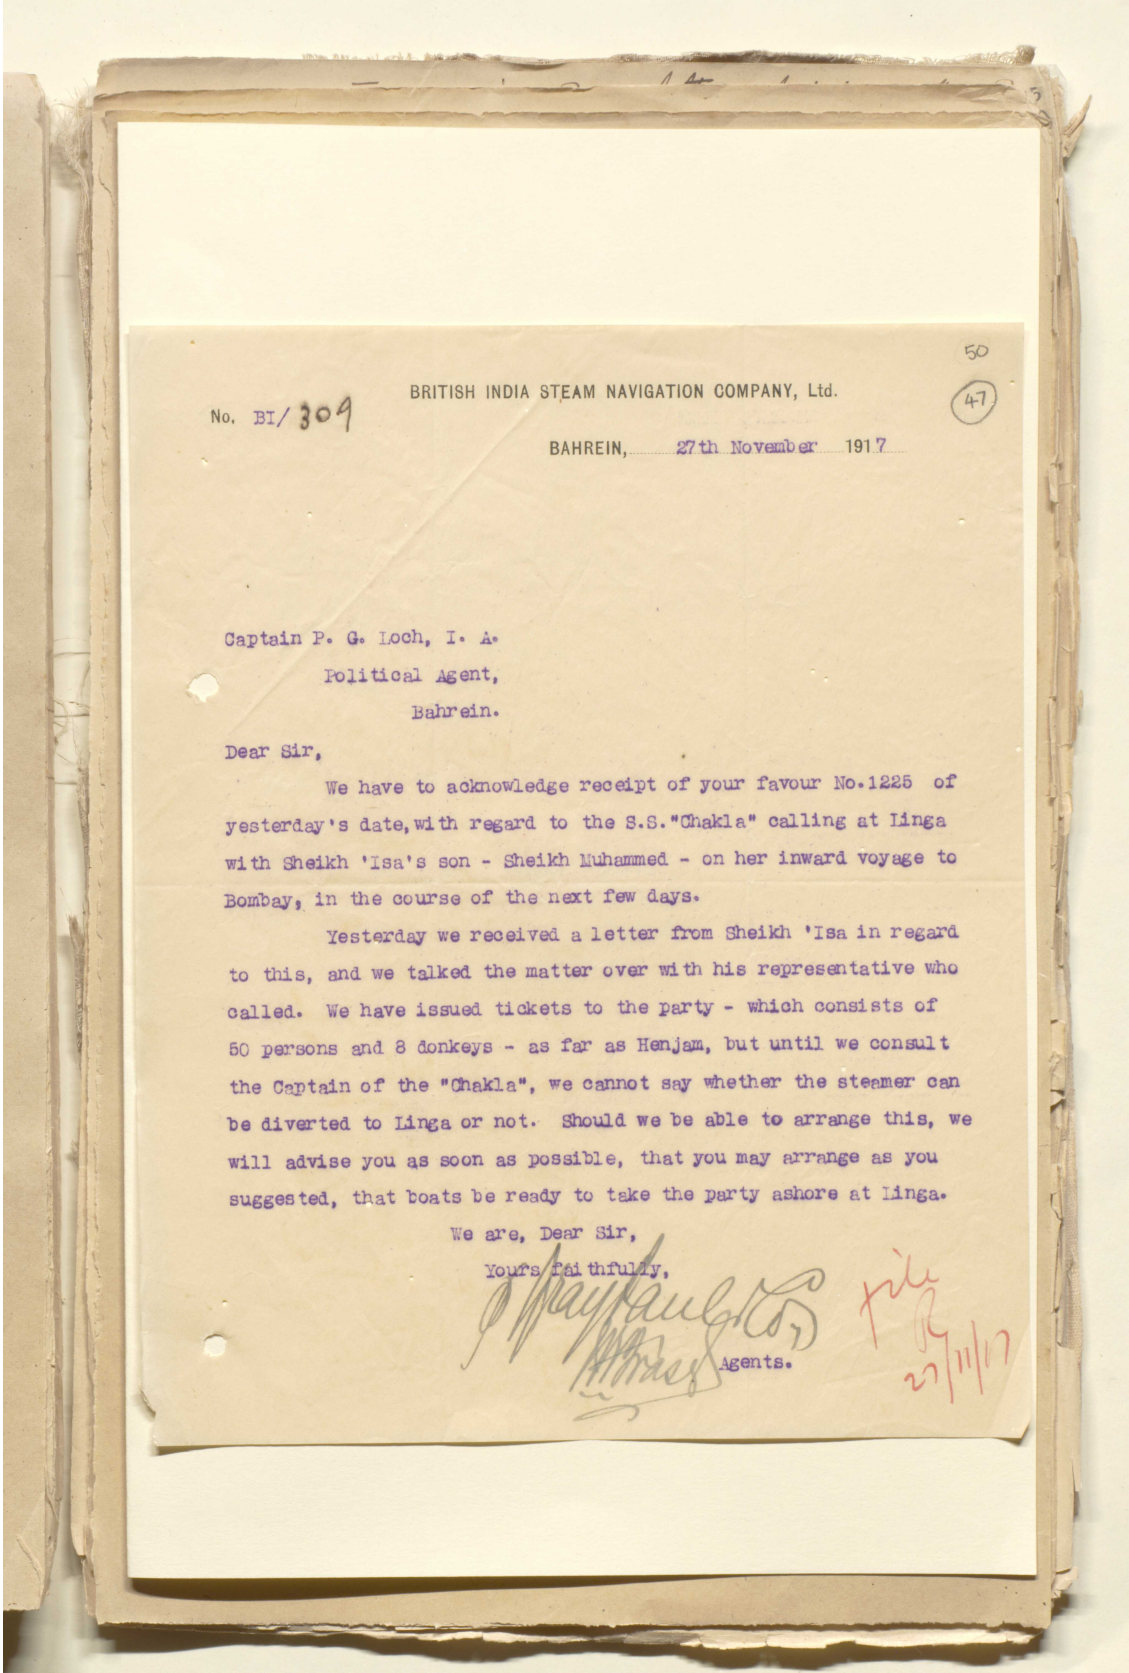 50
47
BRITISH INDIA STEAM NAVIGATION COMPANY, Ltd.
No. BI/ 309
BAHREIN, 27th November 1917
Captain P. G. Loch, I. A.
Political Agent,
Bahrein.
Dear Sir,
We have to acknowledge receipt of your favour No.1225 of
yesterday's date, with regard to the S.S."Chakla" calling at Linga
with Sheikh 'Isa's son - Sheikh Muhammed - on her inward voyage to
Bombay, in the course of the next few days.
Yesterday we received a letter from Sheikh 'Isa in regard
to this, and we talked the matter over with his representative who
called. We have issued tickets to the party - which consists of
50 persons and 8 donkeys - as far as Henjam, but until we consult
the Captain of the "Chakla", we cannot say whether the steamer can
be diverted to Linga or not. Should we be able to arrange this, we
will advise you as soon as possible, that you may arrange as you
suggested, that boats be ready to take the party ashore at Linga.
We are, Dear Sir,
Yours faithfully,
Gray Paul & Co,
Agents.
file
27/11/17